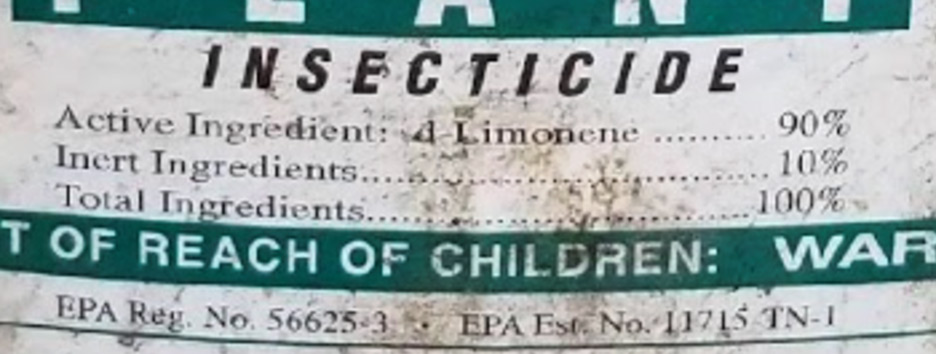 PLANT
INSECTICIDE
Active Ingredient: d-Limonene .......... 90%
Inert Ingredients............................................ 10%
Total Ingredients..........................................100%
T OF REACH OF CHILDREN: WAR
EPA Reg. No. 56625-3 • EPA Est. No. 11715-TN-1